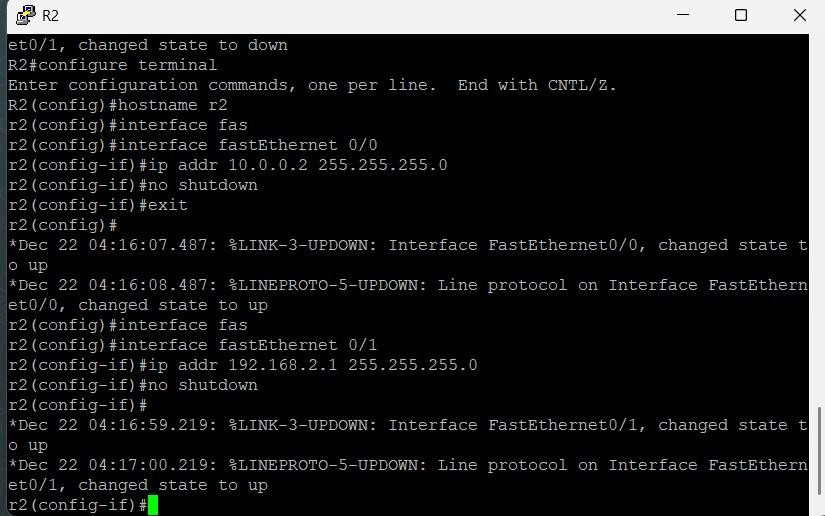 R2
et0/1, changed state to down
R2#configure terminal
Enter configuration commands, one per line.  End with CNTL/Z.
R2(config)#hostname r2
r2(config)#interface fas
r2(config)#interface fastEthernet 0/0
r2(config-if)#ip addr 10.0.0.2 255.255.255.0
r2(config-if)#no shutdown
r2(config-if)#exit
r2(config)#
*Dec 22 04:16:07.487: %LINK-3-UPDOWN: Interface FastEthernet0/0, changed state t
o up
*Dec 22 04:16:08.487: %LINEPROTO-5-UPDOWN: Line protocol on Interface FastEthern
et0/0, changed state to up
r2(config)#interface fas
r2(config)#interface fastEthernet 0/1
r2(config-if)#ip addr 192.168.2.1 255.255.255.0
r2(config-if)#no shutdown
r2(config-if)#
*Dec 22 04:16:59.219: %LINK-3-UPDOWN: Interface FastEthernet0/1, changed state t
o up
*Dec 22 04:17:00.219: %LINEPROTO-5-UPDOWN: Line protocol on Interface FastEthern
et0/1, changed state to up
r2(config-if)#